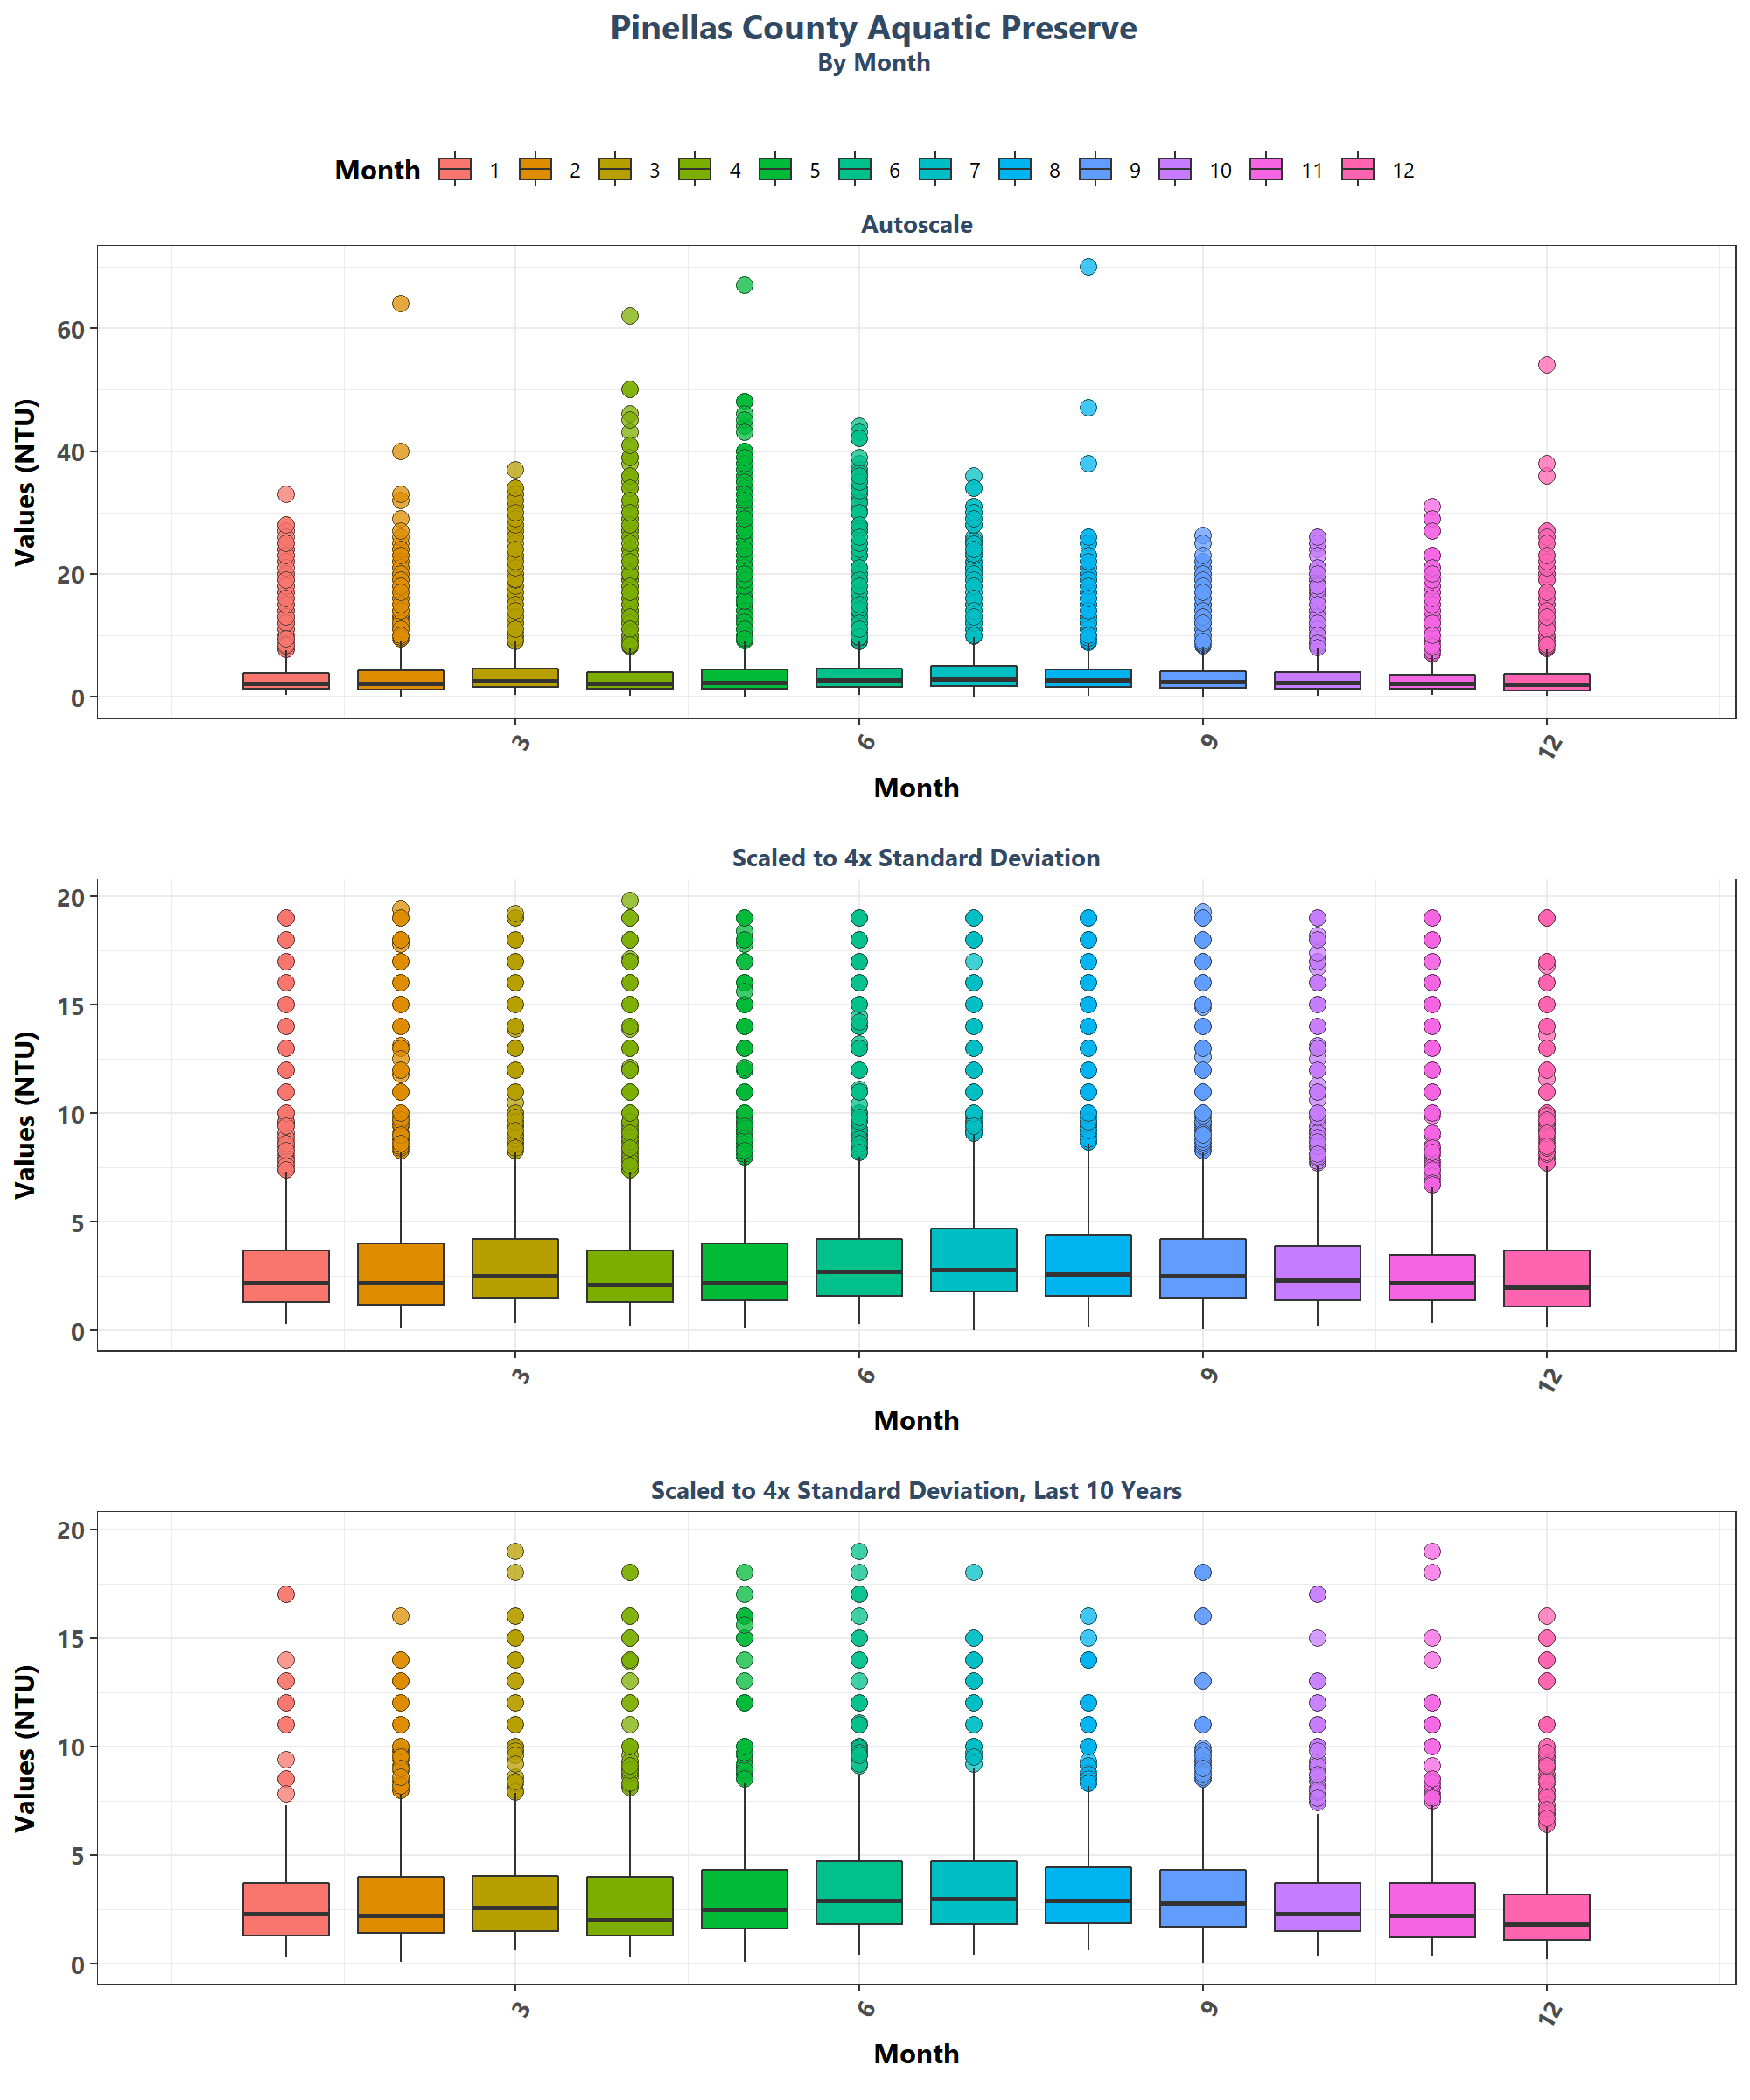 Pinellas County Aquatic Preserve
By Month
Month 1 2 3 4 5 6 7 8 9 10 11 12
Autoscale
Values (NTU)
60
40
20
0
3 6 9 12
Month
Scaled to 4x Standard Deviation
Values (NTU)
20
15
10
5
0
3 6 9 12
Month
Scaled to 4x Standard Deviation, Last 10 Years
Values (NTU)
20
15
10
5
0
3 6 9 12
Month